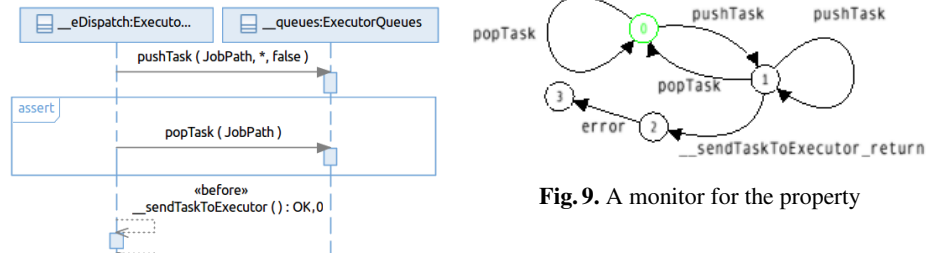 __eDispatch:Executo...
__queues:ExecutorQueues
pushTask ( JobPath, *, false )
assert
popTask ( JobPath )
«before»
__sendTaskToExecutor ( ) : OK,0
popTask
0
pushTask
pushTask
popTask
1
3
error
2
__sendTaskToExecutor_return
Fig. 9. A monitor for the property